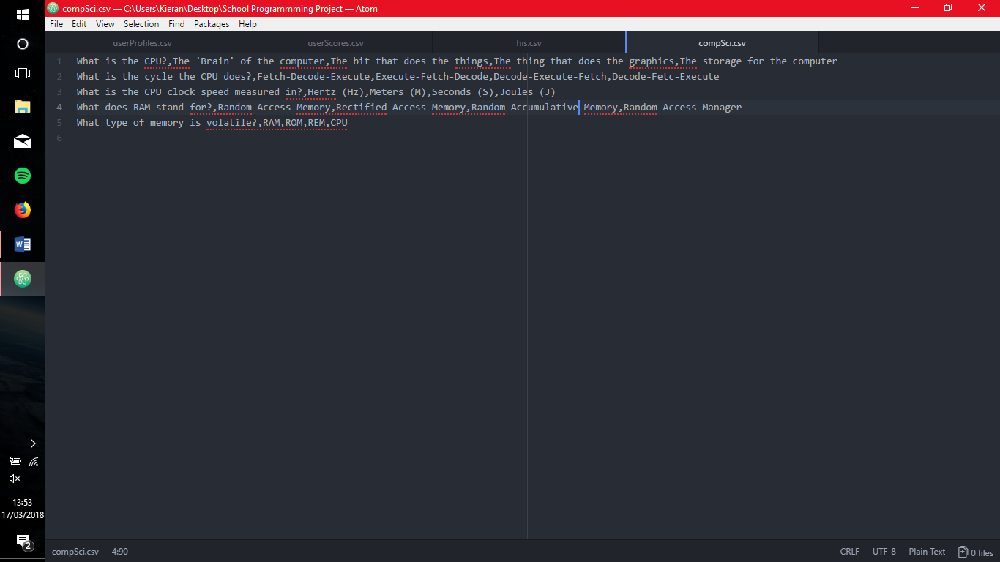 compSci.csv — C:\Users\Kieran\Desktop\School Programmming Project — Atom
File Edit View Selection Find Packages Help
userProfiles.csv userScores.csv his.csv compSci.csv
1 What is the CPU?,The 'Brain' of the computer,The bit that does the things,The thing that does the graphics,The storage for the computer
2 What is the cycle the CPU does?,Fetch-Decode-Execute,Execute-Fetch-Decode,Decode-Execute-Fetch,Decode-Fetc-Execute
3 What is the CPU clock speed measured in?,Hertz (Hz),Meters (M),Seconds (S),Joules (J)
4 What does RAM stand for?,Random Access Memory,Rectified Access Memory,Random Accumulative Memory,Random Access Manager
5 What type of memory is volatile?,RAM,ROM,REM,CPU
6
W
13:53
17/03/2018
2
compSci.csv 4:90 CRLF UTF-8 Plain Text 0 files